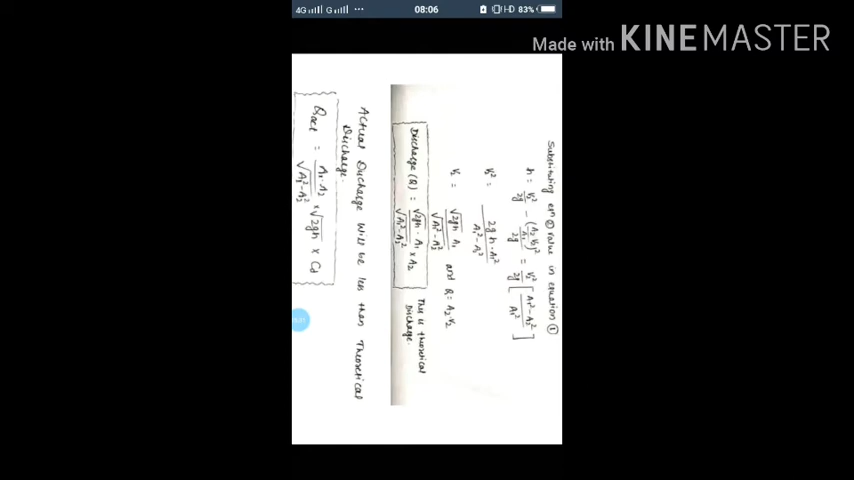 4G G ... 08:06 HD 83%
Made with KINEMASTER
Substituting eqn ② value in equation ①
h = V₂²/2g - (A₂V₂/A₁)²/2g = V₂²/2g [A₁²-A₂²/A₁²]
V₂² = 2gh·A₁²/A₁²-A₂²
V₂ = √2gh A₁/√A₁²-A₂² and Q = A₂·V₂
Discharge (Q) = √2gh · A₁/√A₁²-A₂² × A₂
This is theoretical
Discharge.
Actual Discharge will be less than Theoretical
Discharge.
Qact = A₁·A₂/√A₁²-A₂² × √2gh × Cd